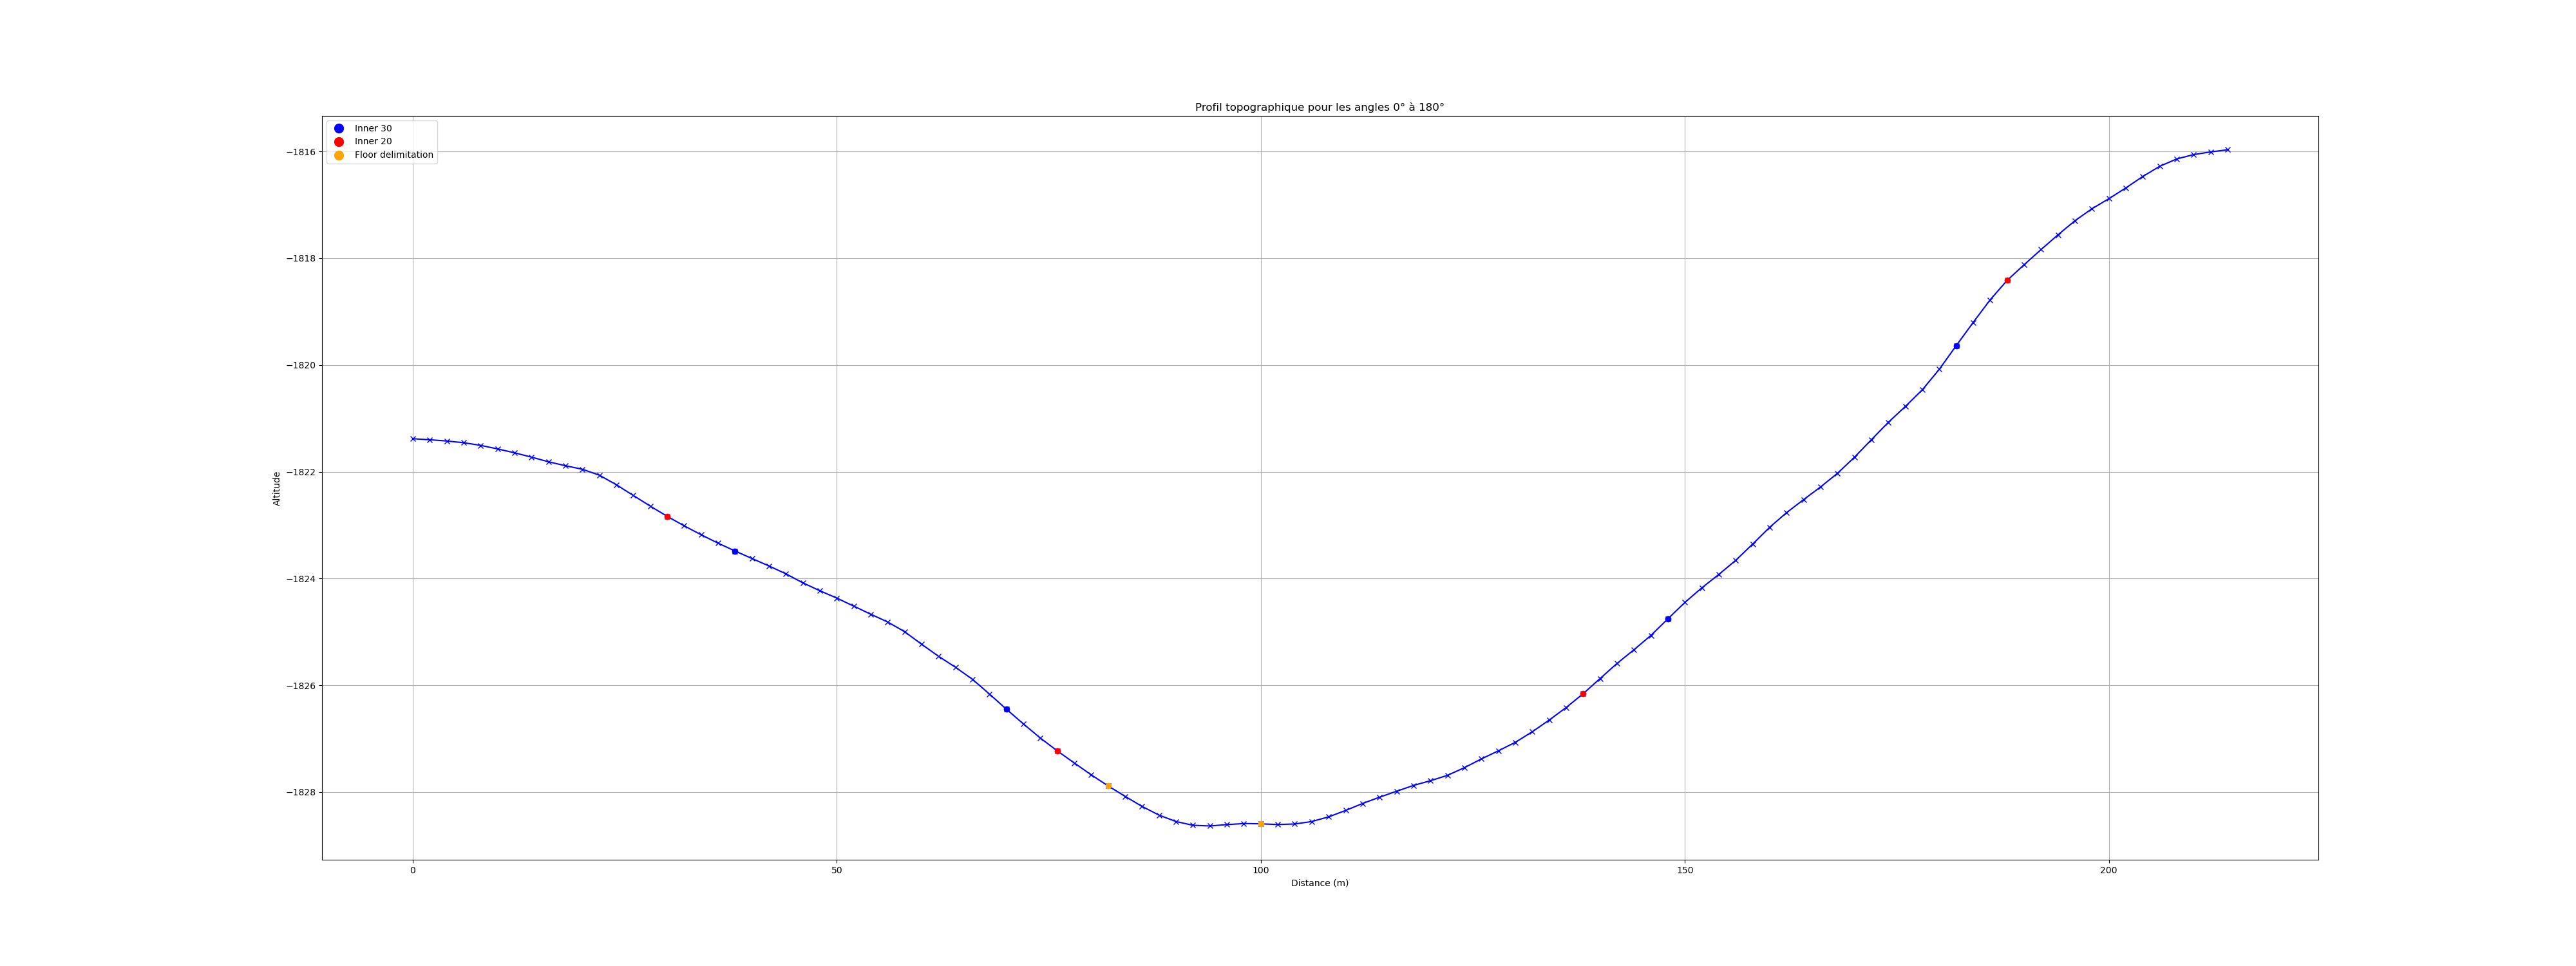 Profil topographique pour les angles 0° à 180°
Inner 30
Inner 20
Floor delimitation
−1816
−1818
−1820
−1822
−1824
−1826
−1828
Altitude
0
50
100
150
200
Distance (m)